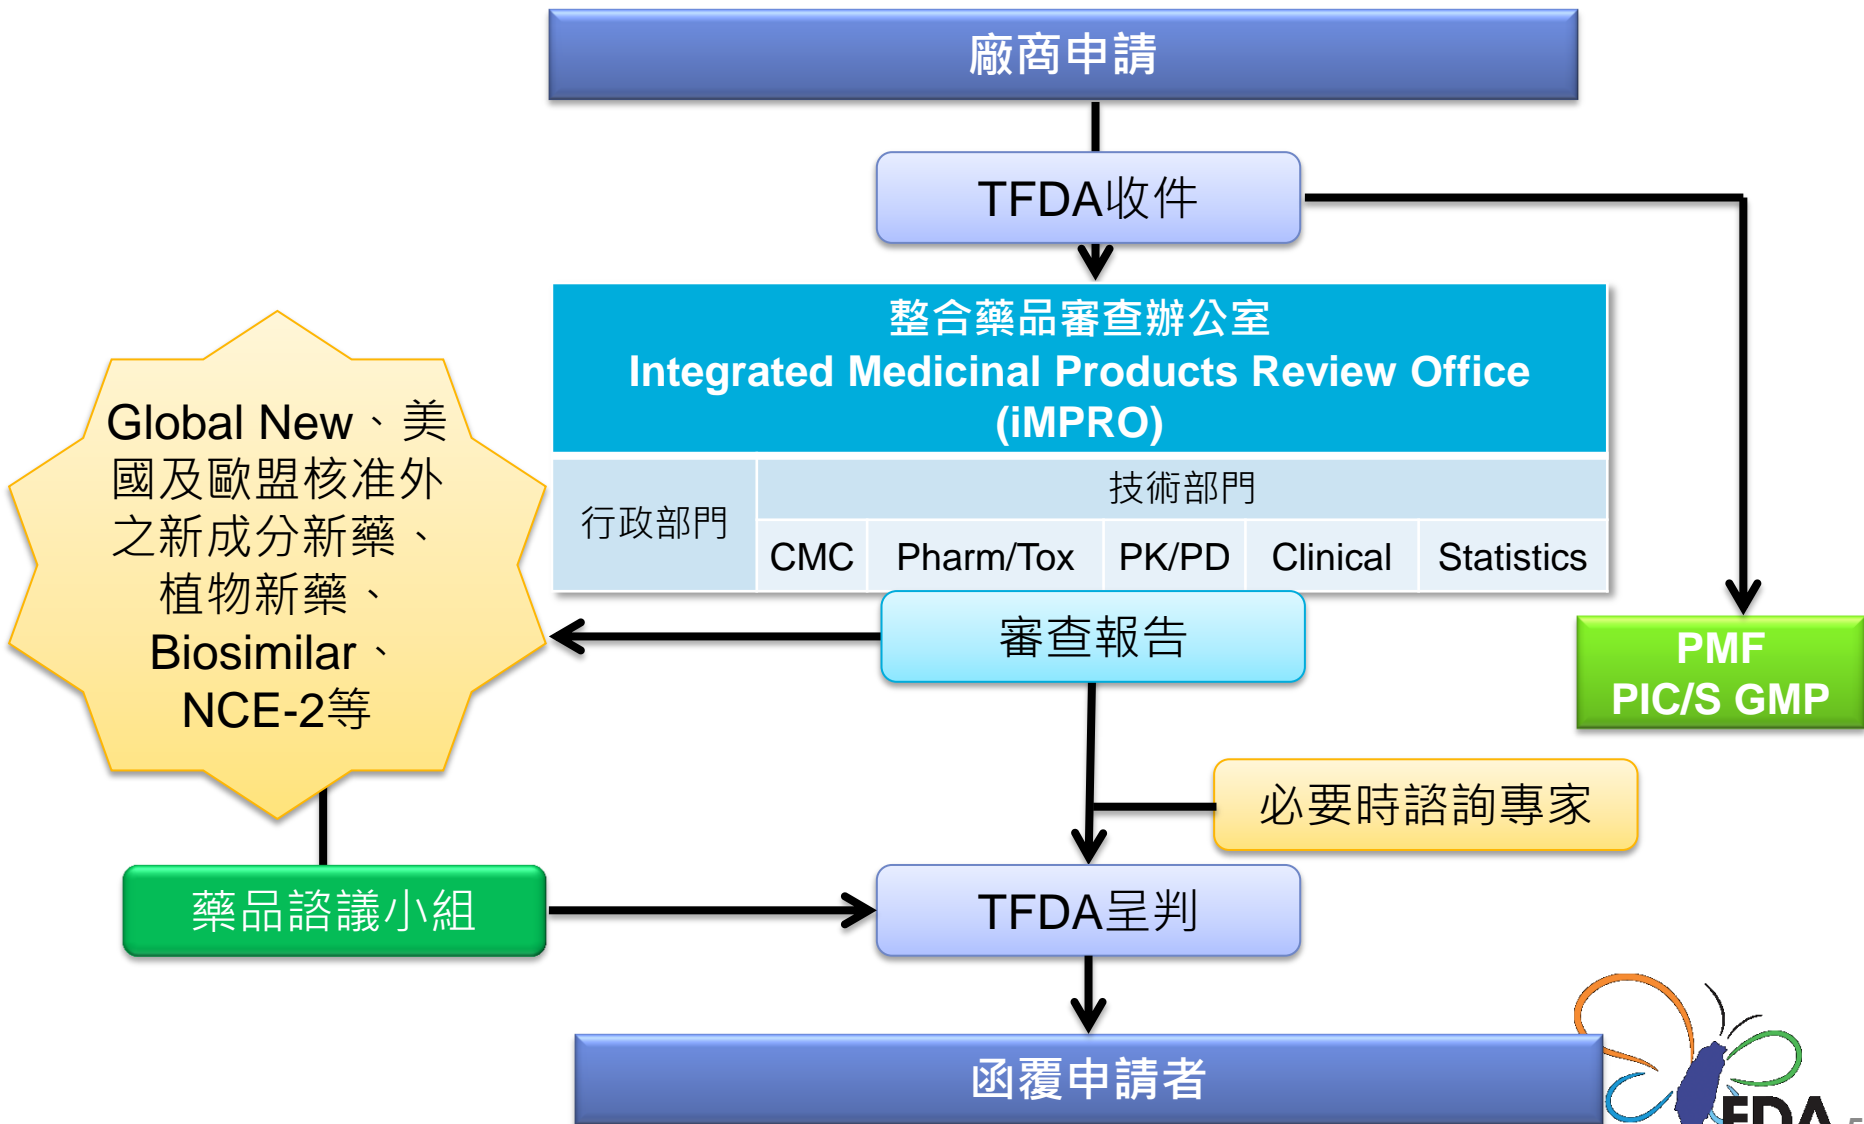 廠商申請
TFDA收件
整合藥品審查辦公室
Integrated Medicinal Products Review Office
(iMPRO)
行政部門
技術部門
CMC
Pharm/Tox
PK/PD
Clinical
Statistics
Global New、美
國及歐盟核准外
之新成分新藥、
植物新藥、
Biosimilar、
NCE-2等
審查報告
PMF
PIC/S GMP
必要時諮詢專家
藥品諮議小組
TFDA呈判
函覆申請者
FDA